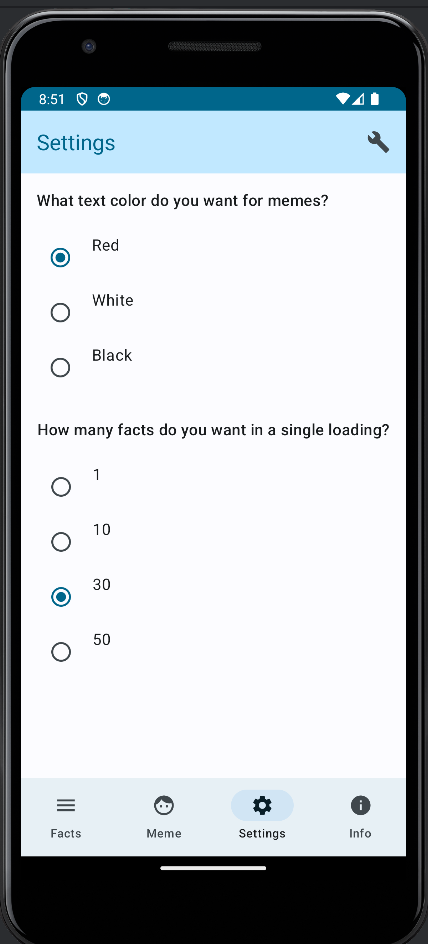 8:51
Settings
What text color do you want for memes?
Red
White
Black
How many facts do you want in a single loading?
1
10
30
50
Facts Meme Settings Info